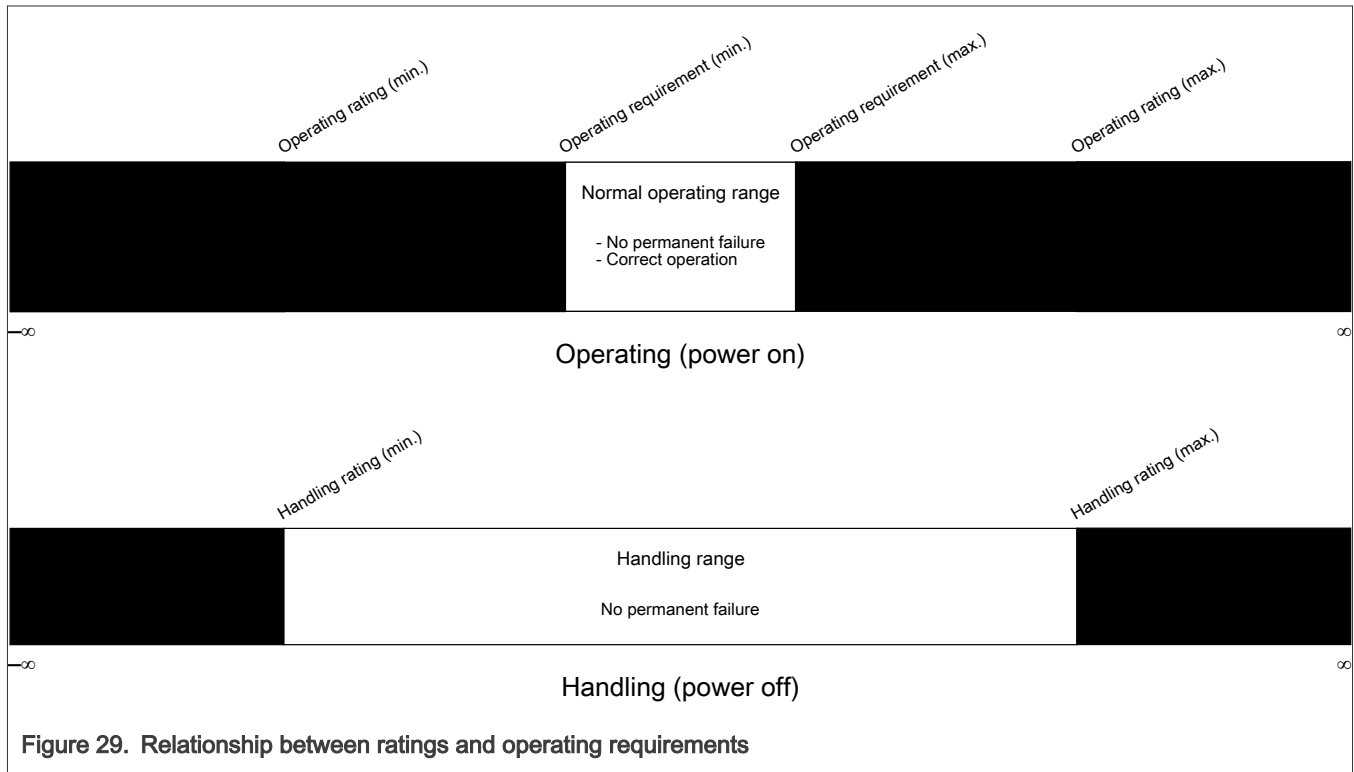 Operating rating (min.)
Operating requirement (min.)
Operating requirement (max.)
Operating rating (max.)
Normal operating range
- No permanent failure
- Correct operation
–∞
∞
Operating (power on)
Handling rating (min.)
Handling rating (max.)
Handling range
No permanent failure
–∞
∞
Handling (power off)
Figure 29. Relationship between ratings and operating requirements